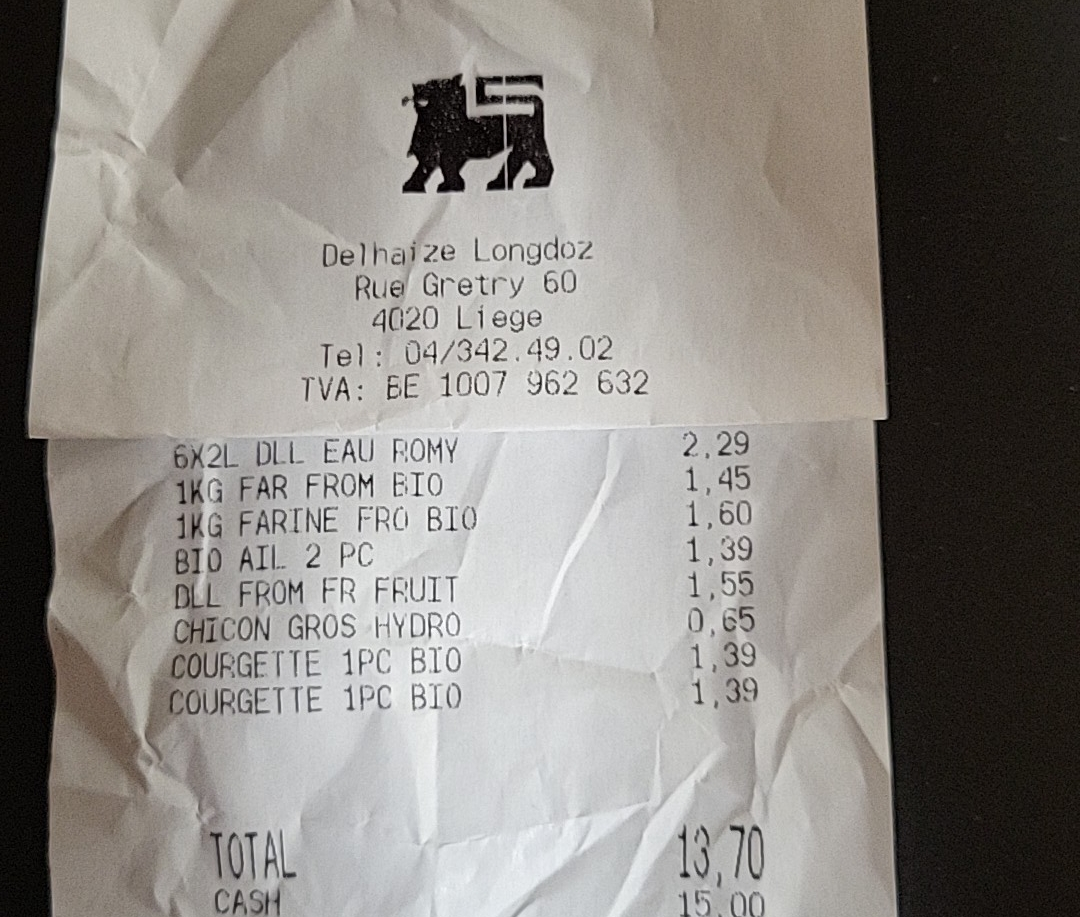 Delhaize Longdoz
Rue Gretry 60
4020 Liege
Tel: 04/342.49.02
TVA: BE 1007 962 632
6X2L DLL EAU ROMY 2,29
1KG FAR FROM BIO 1,45
1KG FARINE FRO BIO 1,60
BIO AIL 2 PC 1,39
DLL FROM FR FRUIT 1,55
CHICON GROS HYDRO 0,65
COURGETTE 1PC BIO 1,39
COURGETTE 1PC BIO 1,39
TOTAL 13,70
CASH 15,00